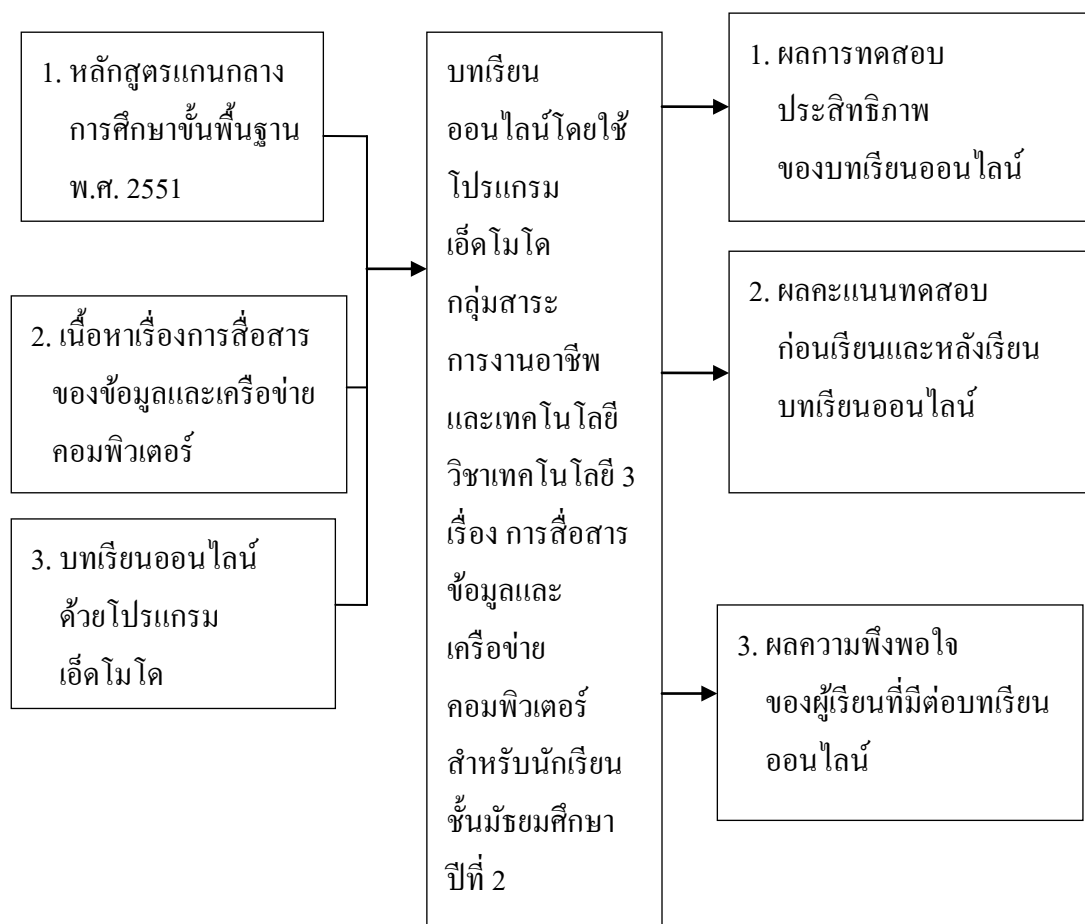 1. หลักสูตรแกนกลาง
การศึกษาขั้นพื้นฐาน
พ.ศ. 2551
2. เนื้อหาเรื่องการสื่อสาร
ของข้อมูลและเครือข่าย
คอมพิวเตอร์
3. บทเรียนออนไลน์
ด้วยโปรแกรม
เอ็ดโมโด
บทเรียน
ออนไลน์โดยใช้
โปรแกรม
เอ็ดโมโด
กลุ่มสาระ
การงานอาชีพ
และเทคโนโลยี
วิชาเทคโนโลยี 3
เรื่อง การสื่อสาร
ข้อมูลและ
เครือข่าย
คอมพิวเตอร์
สำหรับนักเรียน
ชั้นมัธยมศึกษา
ปีที่ 2
1. ผลการทดสอบ
ประสิทธิภาพ
ของบทเรียนออนไลน์
2. ผลคะแนนทดสอบ
ก่อนเรียนและหลังเรียน
บทเรียนออนไลน์
3. ผลความพึงพอใจ
ของผู้เรียนที่มีต่อบทเรียน
ออนไลน์